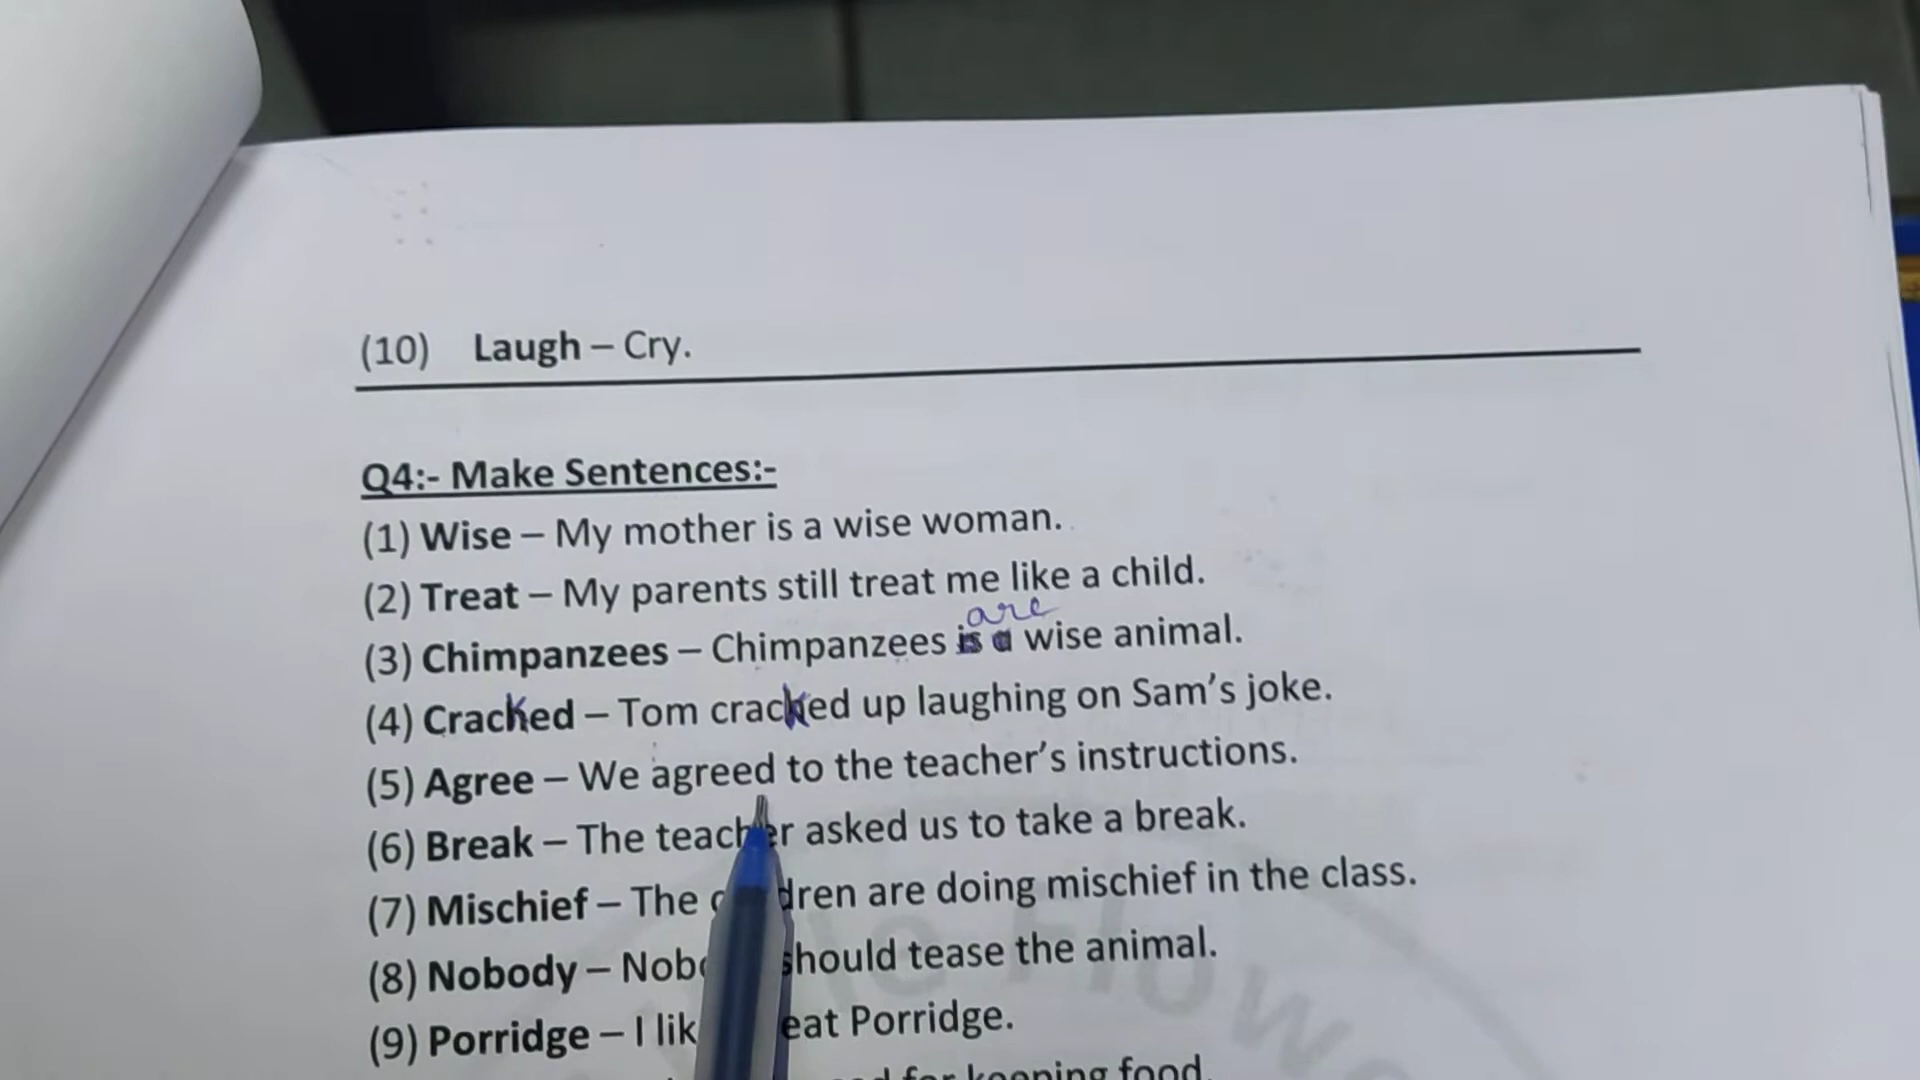 (10) Laugh – Cry.
Q4:- Make Sentences:-
(1) Wise – My mother is a wise woman.
(2) Treat – My parents still treat me like a child.
are
(3) Chimpanzees – Chimpanzees is a wise animal.
(4) Cracked – Tom cracked up laughing on Sam's joke.
(5) Agree – We agreed to the teacher's instructions.
(6) Break – The teacher asked us to take a break.
(7) Mischief – The are doing mischief in the class.
(8) Nobody – should tease the animal.
(9) Porridge – I eat Porridge.
for keeping food.